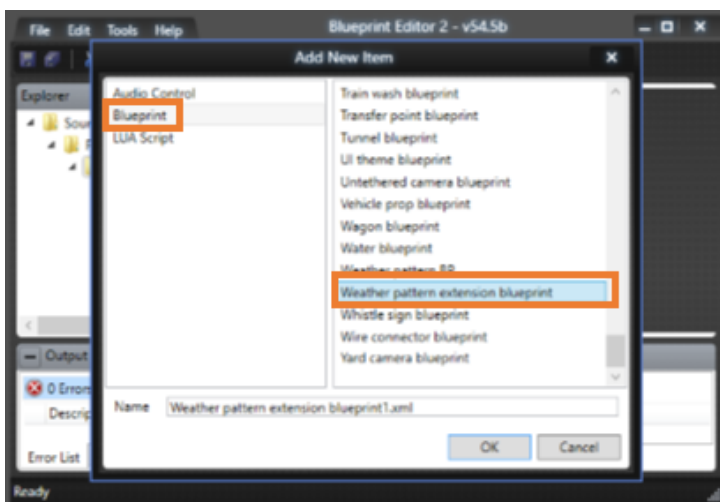 File Edit Tools Help
Blueprint Editor 2 - v54.5b
Add New Item
Explorer
Audio Control
Blueprint
LUA Script
Train wash blueprint
Transfer point blueprint
Tunnel blueprint
UI theme blueprint
Untethered camera blueprint
Vehicle prop blueprint
Wagon blueprint
Water blueprint
Weather pattern BP
Weather pattern extension blueprint
Whistle sign blueprint
Wire connector blueprint
Yard camera blueprint
Output
0 Errors
Name Weather pattern extension blueprint1.xml
OK Cancel
Error List
Ready